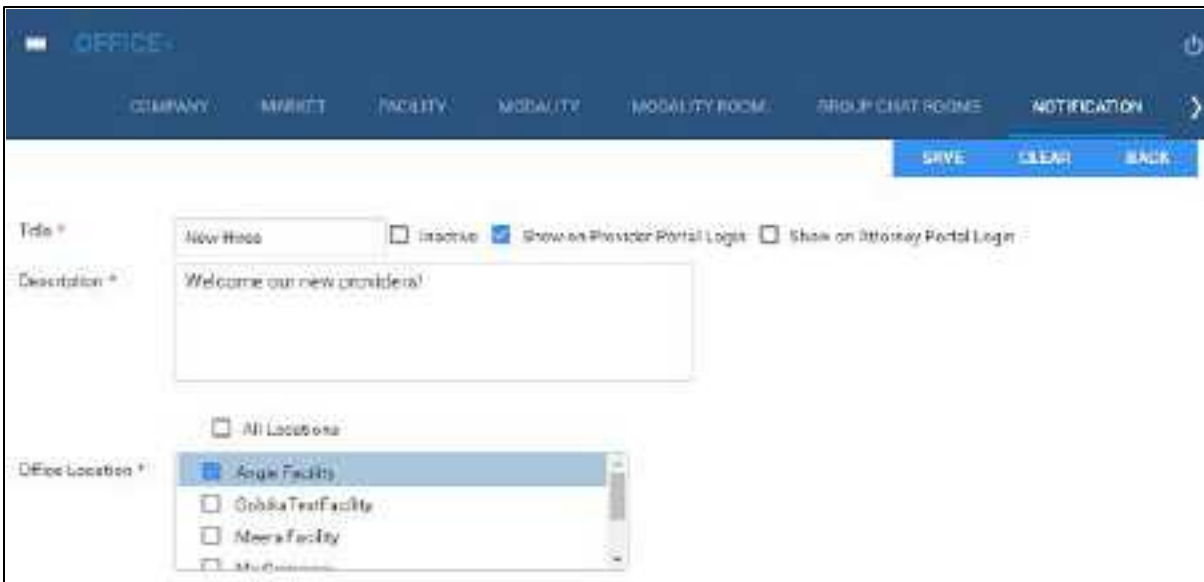 OFFICE
COMPANY MARKET FACILITY MODALITY MODALITY ROOM GROUP CHAT ROOMS NOTIFICATION
SAVE CLEAR BACK
Title * New Hires Inactive Show on Provider Portal Login Show on Attorney Portal Login
Description * Welcome our new providers!
All Locations
Office Location * Angie Facility
GobikaTestFacility
Meera Facility
My Company